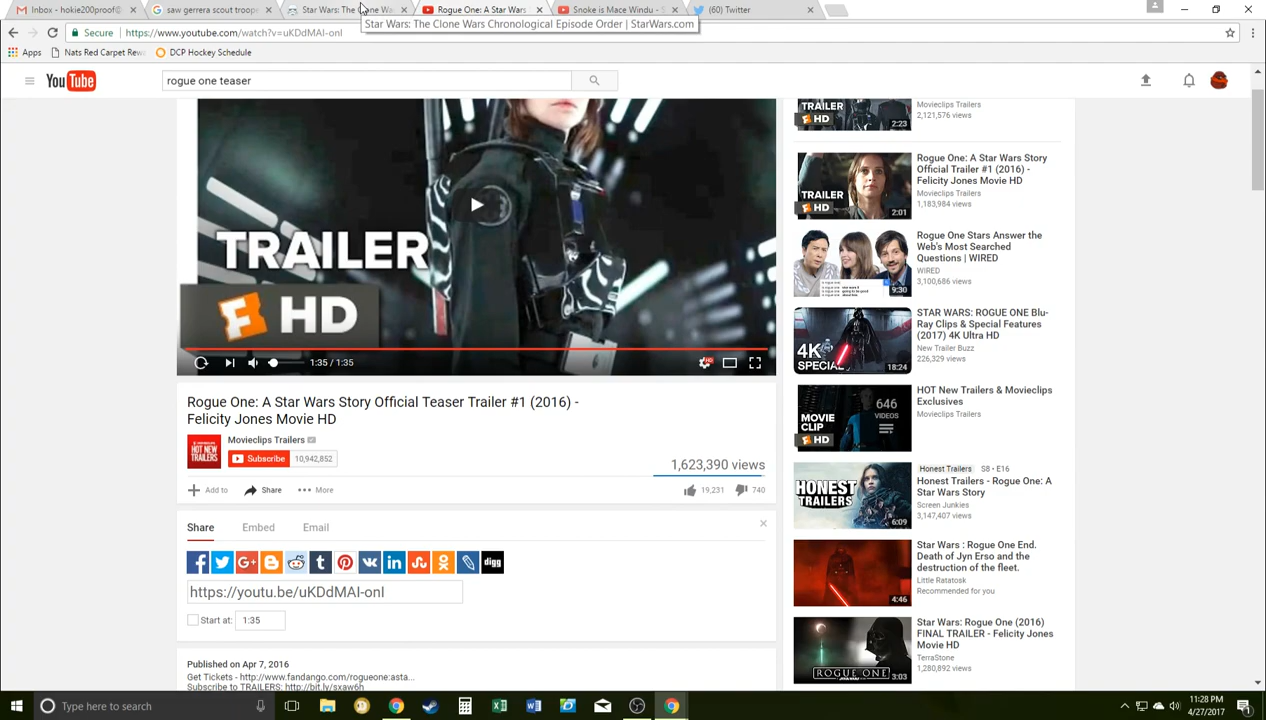 Inbox - hokie200proof@
saw gerrera scout troope
Star Wars: The Clone Wa
Rogue One: A Star Wars
Snoke is Mace Windu - S
(60) Twitter
Star Wars: The Clone Wars Chronological Episode Order | StarWars.com
Secure
https://www.youtube.com/watch?v=uKDdMAI-onI
Apps
Nats Red Carpet Rew
DCP Hockey Schedule
YouTube
rogue one teaser
TRAILER
HD
1:35 / 1:35
HD
Rogue One: A Star Wars Story Official Teaser Trailer #1 (2016) -
Felicity Jones Movie HD
HOT NEW
TRAILERS
Movieclips Trailers
Subscribe
10,942,852
1,623,390 views
Add to
Share
More
19,231
740
Share
Embed
Email
digg
https://youtu.be/uKDdMAI-onI
Start at:
1:35
Published on Apr 7, 2016
Get Tickets - http://www.fandango.com/rogueone:asta...
Subscribe to TRAILERS: http://bit.ly/sxaw6h
TRAILER
HD
2:23
Movieclips Trailers
2,121,576 views
TRAILER
HD
2:01
Rogue One: A Star Wars Story
Official Trailer #1 (2016) -
Felicity Jones Movie HD
Movieclips Trailers
1,183,984 views
9:30
Rogue One Stars Answer the
Web's Most Searched
Questions | WIRED
WIRED
3,100,686 views
4K
SPECIAL
18:24
STAR WARS: ROGUE ONE Blu-
Ray Clips & Special Features
(2017) 4K Ultra HD
New Trailer Buzz
226,329 views
MOVIE
CLIP
HD
646
VIDEOS
HOT New Trailers & Movieclips
Exclusives
Movieclips Trailers
HONEST
TRAILERS
6:09
Honest Trailers
S8 • E16
Honest Trailers - Rogue One: A
Star Wars Story
Screen Junkies
3,147,407 views
4:46
Star Wars : Rogue One End.
Death of Jyn Erso and the
destruction of the fleet.
Little Ratatosk
Recommended for you
ROGUE ONE
3:03
Star Wars: Rogue One (2016)
FINAL TRAILER - Felicity Jones
Movie HD
TerraStone
1,280,892 views
Type here to search
11:28 PM
4/27/2017
1